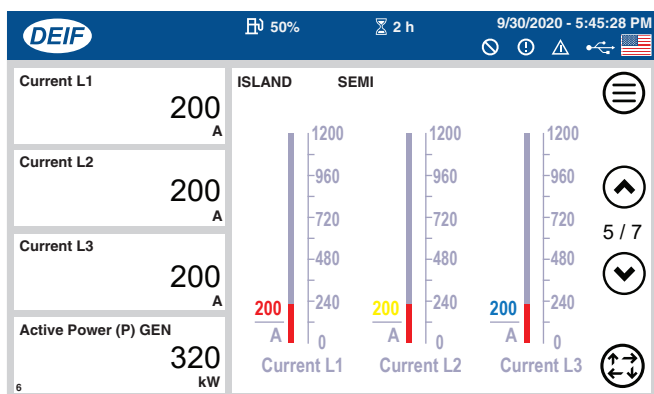 DEIF
50%
2 h
9/30/2020 - 5:45:28 PM
Current L1
200
A
Current L2
200
A
Current L3
200
A
Active Power (P) GEN
320
kW
6
ISLAND SEMI
1200
960
720
480
240
0
200
A
Current L1
1200
960
720
480
240
0
200
A
Current L2
1200
960
720
480
240
0
200
A
Current L3
5 / 7